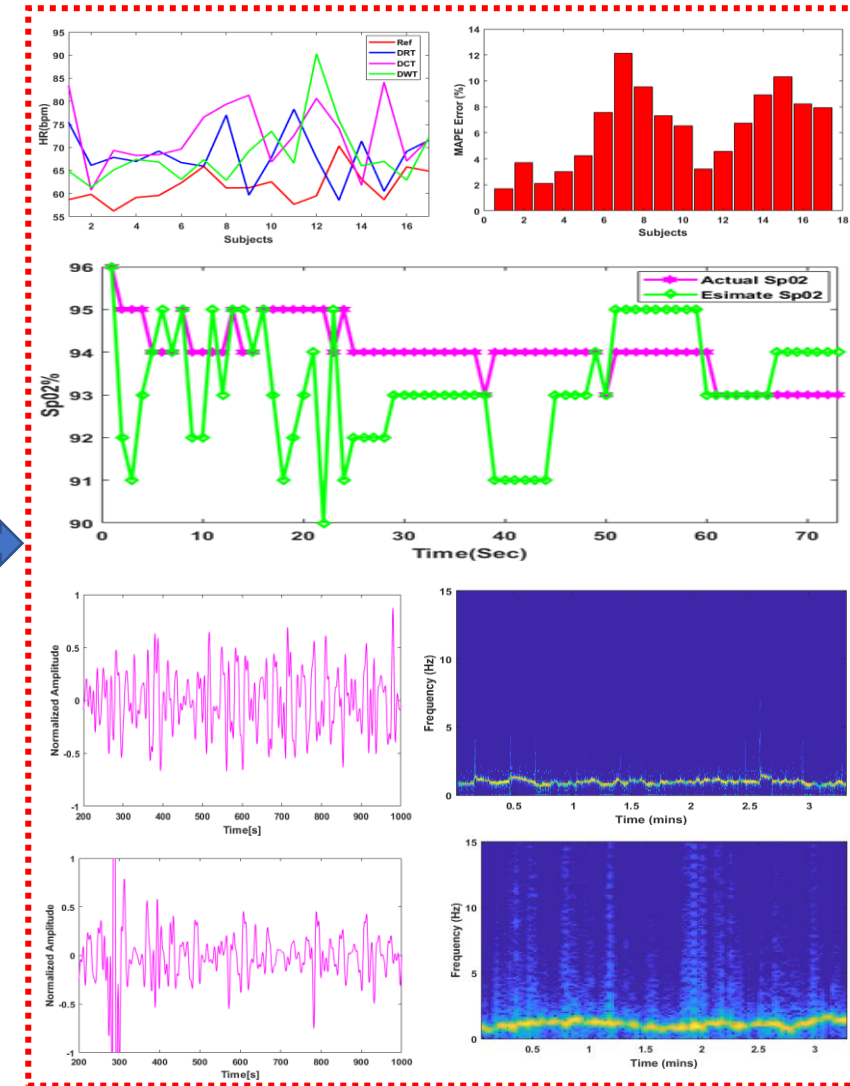 95
90
85
80
75
70
65
60
55
HR(bpm)
Ref
DRT
DCT
DWT
2 4 6 8 10 12 14 16
Subjects
14
12
10
8
6
4
2
0
MAPE Error (%)
0 2 4 6 8 10 12 14 16 18
Subjects
96
95
94
93
92
91
90
Sp02%
Actual Sp02
Esimate Sp02
0 10 20 30 40 50 60 70
Time(Sec)
1
0.5
0
-0.5
-1
Normalized Amplitude
200 300 400 500 600 700 800 900 1000
Time[s]
15
10
5
0
Frequency (Hz)
0.5 1 1.5 2 2.5 3
Time (mins)
1
0.5
0
-0.5
-1
Normalized Amplitude
200 300 400 500 600 700 800 900 1000
Time[s]
15
10
5
0
Frequency (Hz)
0.5 1 1.5 2 2.5 3
Time (mins)